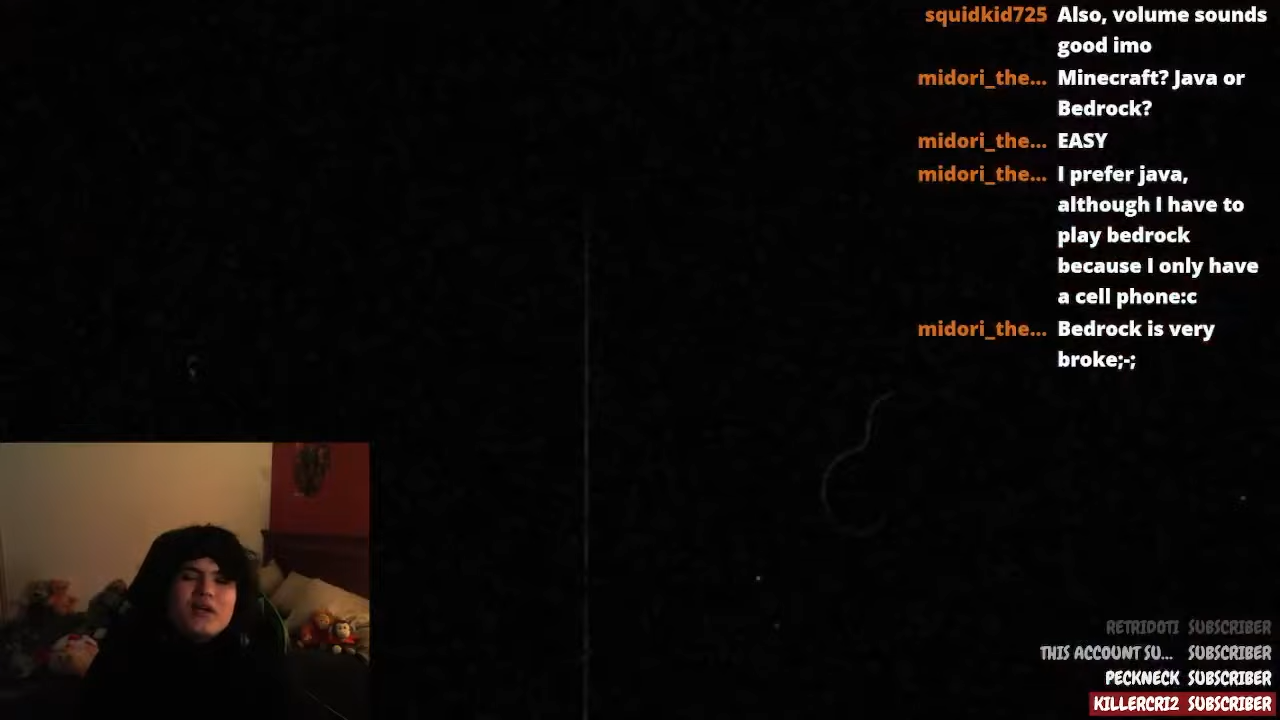 squidkid725 Also, volume sounds
good imo
midori_the... Minecraft? Java or
Bedrock?
midori_the... EASY
midori_the... I prefer java,
although I have to
play bedrock
because I only have
a cell phone:c
midori_the... Bedrock is very
broke;-;
RETRIDOTI SUBSCRIBER
THIS ACCOUNT SU... SUBSCRIBER
PECKNECK SUBSCRIBER
KILLERCRI2 SUBSCRIBER